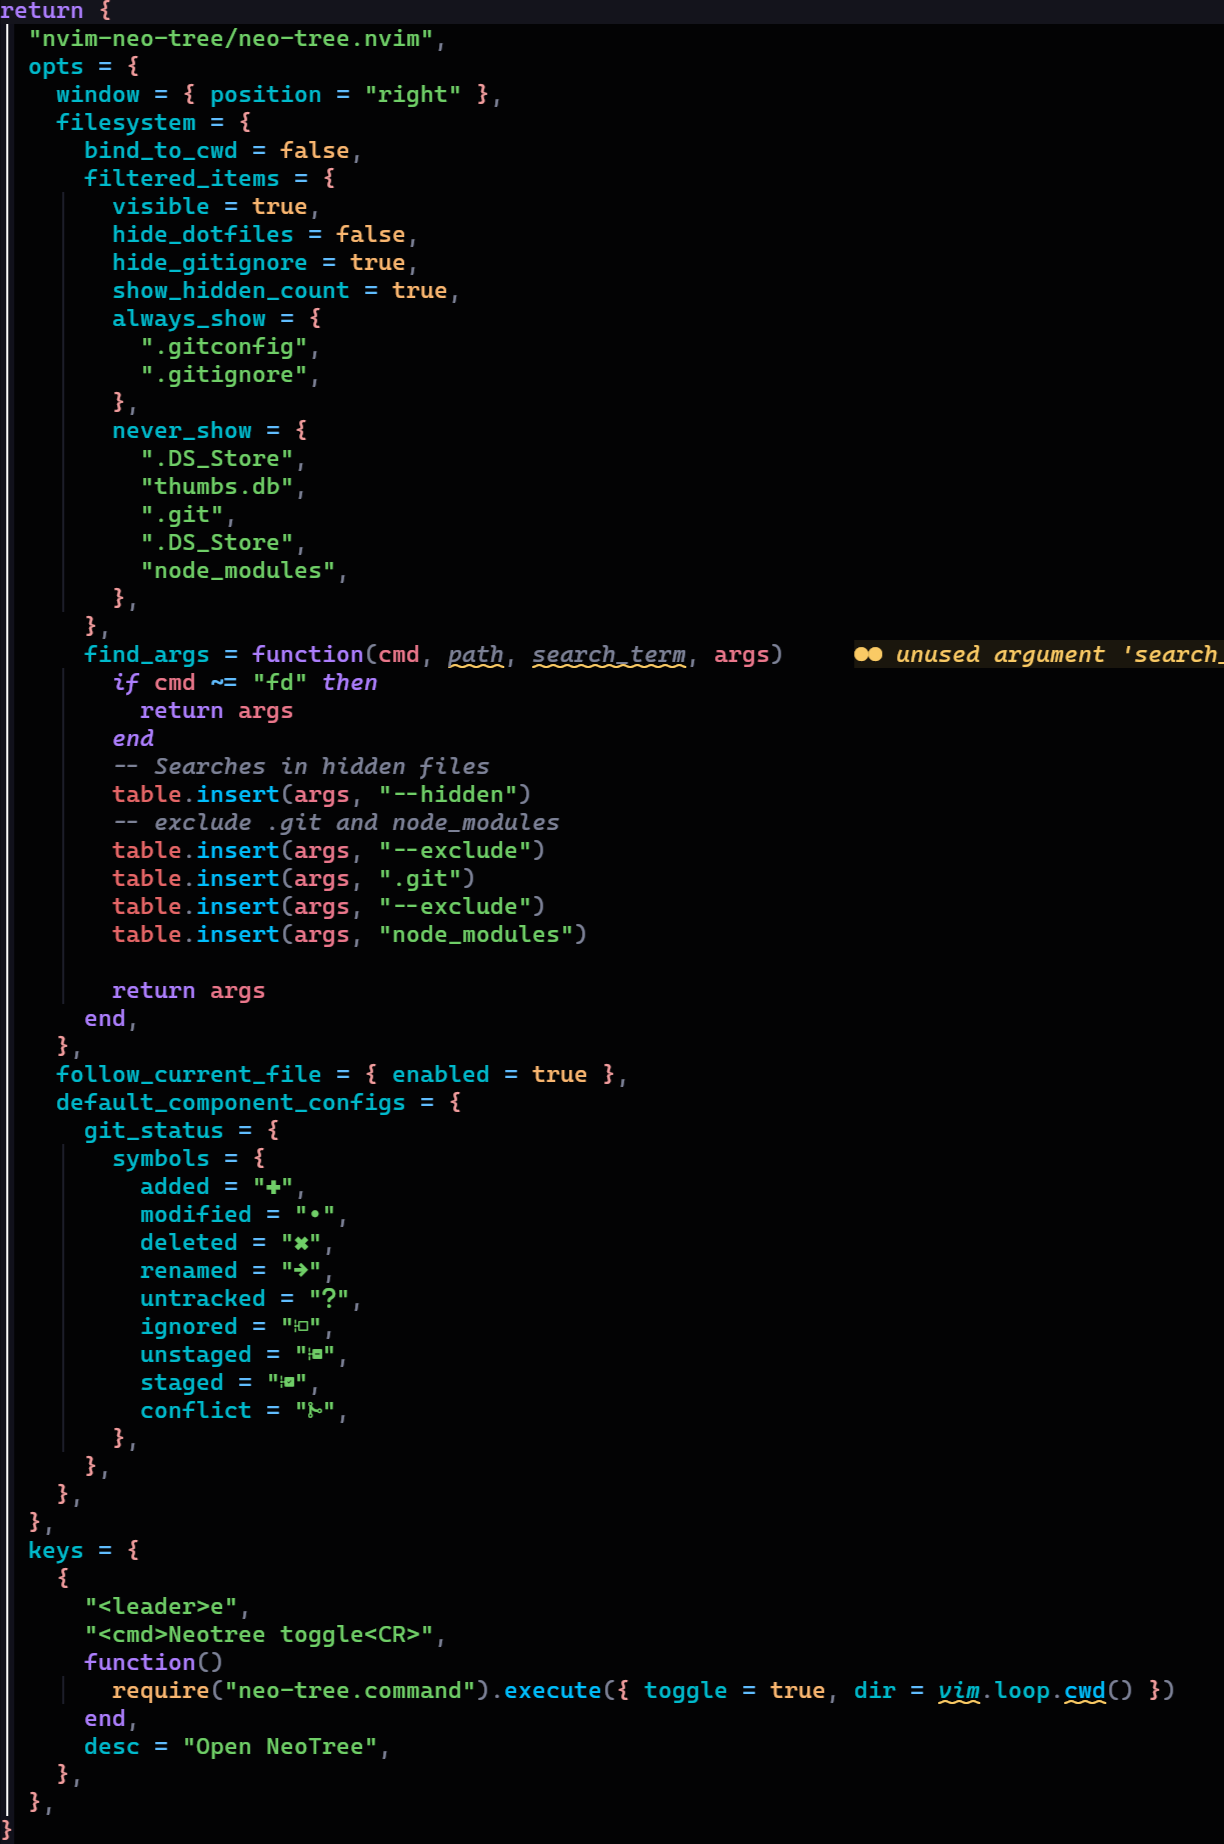 return {
  "nvim-neo-tree/neo-tree.nvim",
  opts = {
    window = { position = "right" },
    filesystem = {
      bind_to_cwd = false,
      filtered_items = {
        visible = true,
        hide_dotfiles = false,
        hide_gitignore = true,
        show_hidden_count = true,
        always_show = {
          ".gitconfig",
          ".gitignore",
        },
        never_show = {
          ".DS_Store",
          "thumbs.db",
          ".git",
          ".DS_Store",
          "node_modules",
        },
      },
      find_args = function(cmd, path, search_term, args)     ●● unused argument 'search_
        if cmd ~= "fd" then
          return args
        end
        -- Searches in hidden files
        table.insert(args, "--hidden")
        -- exclude .git and node_modules
        table.insert(args, "--exclude")
        table.insert(args, ".git")
        table.insert(args, "--exclude")
        table.insert(args, "node_modules")

        return args
      end,
    },
    follow_current_file = { enabled = true },
    default_component_configs = {
      git_status = {
        symbols = {
          added = "✚",
          modified = "•",
          deleted = "✖",
          renamed = "➜",
          untracked = "?",
          ignored = "",
          unstaged = "",
          staged = "",
          conflict = "",
        },
      },
    },
  },
  keys = {
    {
      "<leader>e",
      "<cmd>Neotree toggle<CR>",
      function()
        require("neo-tree.command").execute({ toggle = true, dir = vim.loop.cwd() })
      end,
      desc = "Open NeoTree",
    },
  },
}